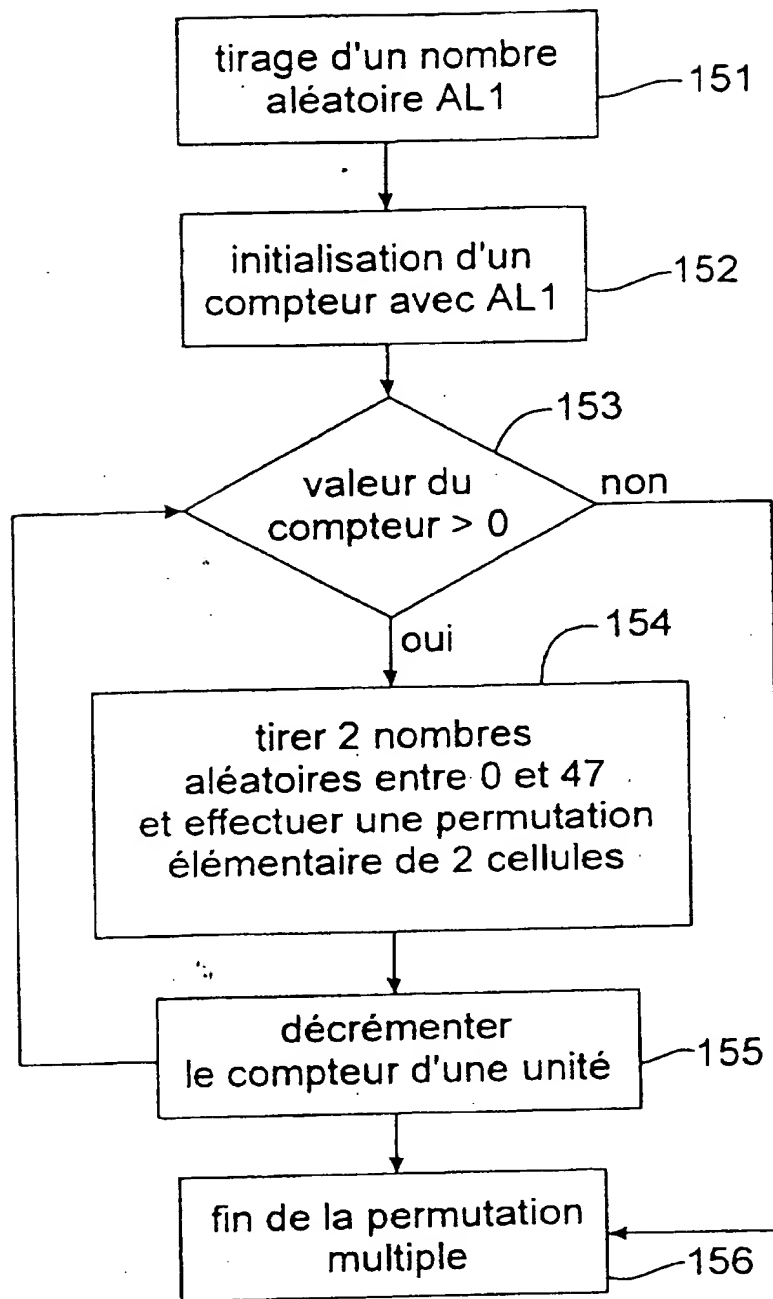 tirage d'un nombre
aléatoire AL1
151
initialisation d'un
compteur avec AL1
152
153
valeur du
compteur > 0
non
oui
154
tirer 2 nombres
aléatoires entre 0 et 47
et effectuer une permutation
élémentaire de 2 cellules
décrémenter
le compteur d'une unité
155
fin de la permutation
multiple
156